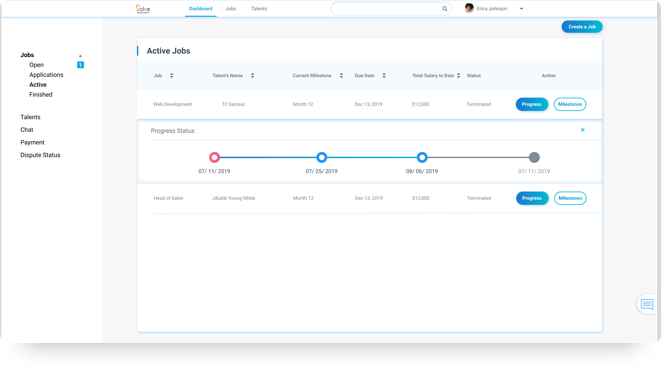 Solve
Dashboard Jobs Talents Erica Johnson
Create a Job
Jobs
Open 1
Applications
Active
Finished
Talents
Chat
Payment
Dispute Status
Active Jobs
Job Talent's Name Current Milestone Due Date Total Salary to Date Status Action
Web Development Tri Samsul Month 12 Dec 13, 2019 $12,000 Terminated Progress Milestones
Progress Status
07/ 11/ 2019 07/ 25/ 2019 08/ 06/ 2019 07/ 11/ 2019
Head of Sales Jibukki Young White Month 12 Dec 13, 2019 $12,000 Terminated Progress Milestones